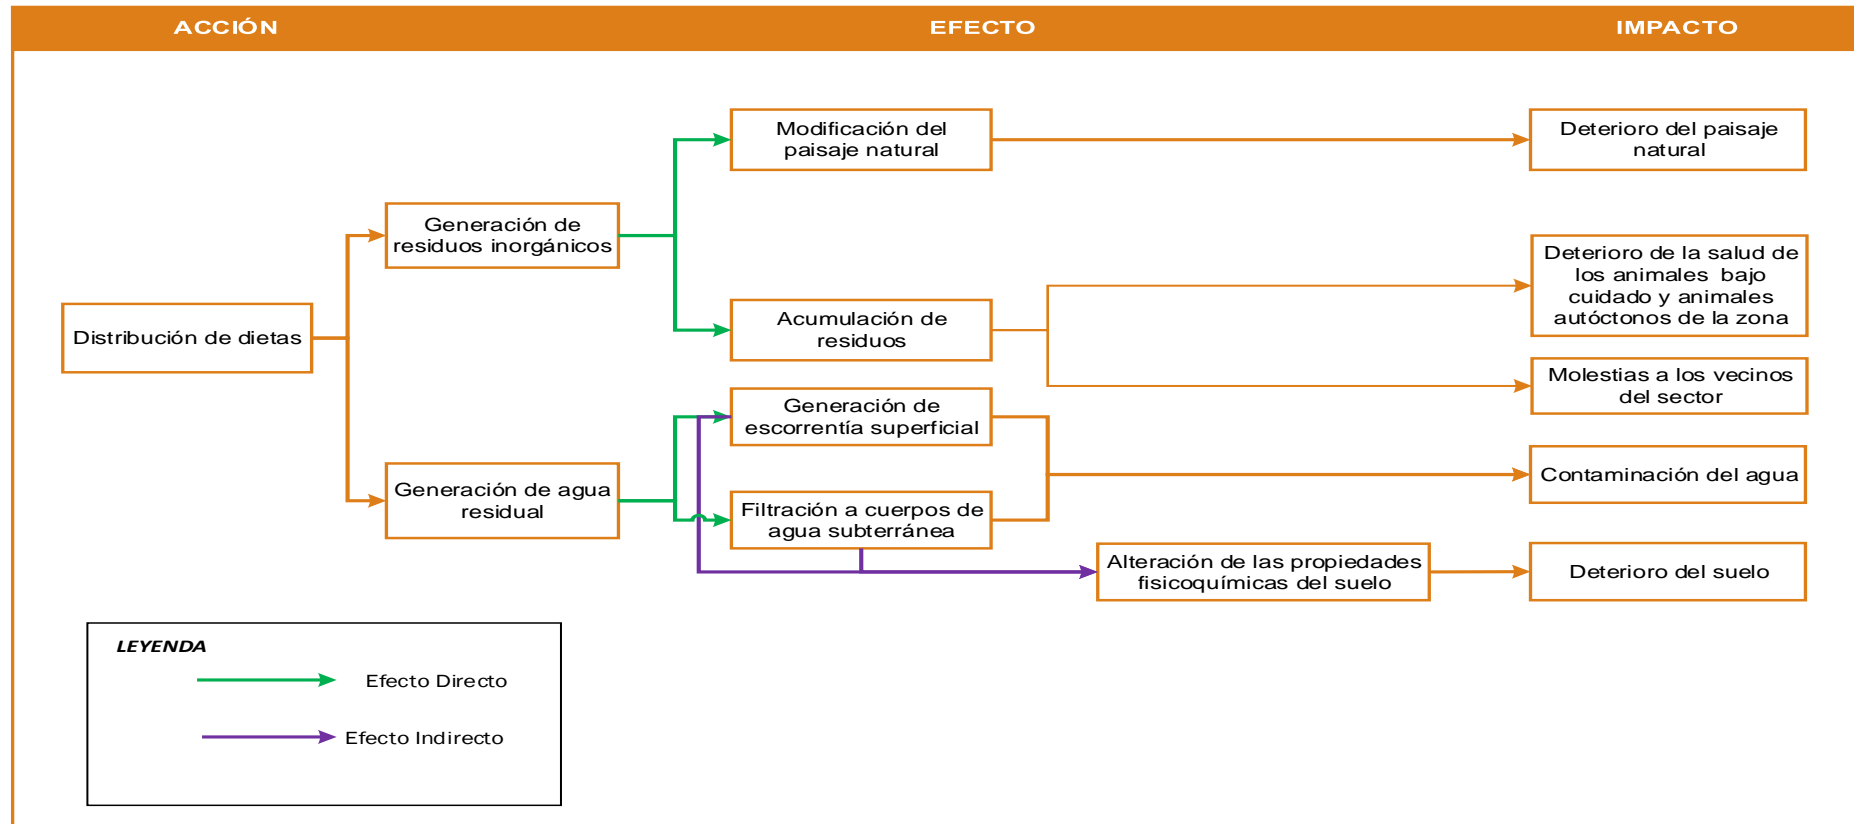 ACCIÓN
EFECTO
IMPACTO
Modificación del
paisaje natural
Deterioro del paisaje
natural
Generación de
residuos inorgánicos
Deterioro de la salud de
los animales bajo
cuidado y animales
autóctonos de la zona
Distribución de dietas
Acumulación de
residuos
Molestias a los vecinos
del sector
Generación de
escorrentía superficial
Contaminación del agua
Generación de agua
residual
Filtración a cuerpos de
agua subterránea
Alteración de las propiedades
fisicoquímicas del suelo
Deterioro del suelo
LEYENDA
Efecto Directo
Efecto Indirecto